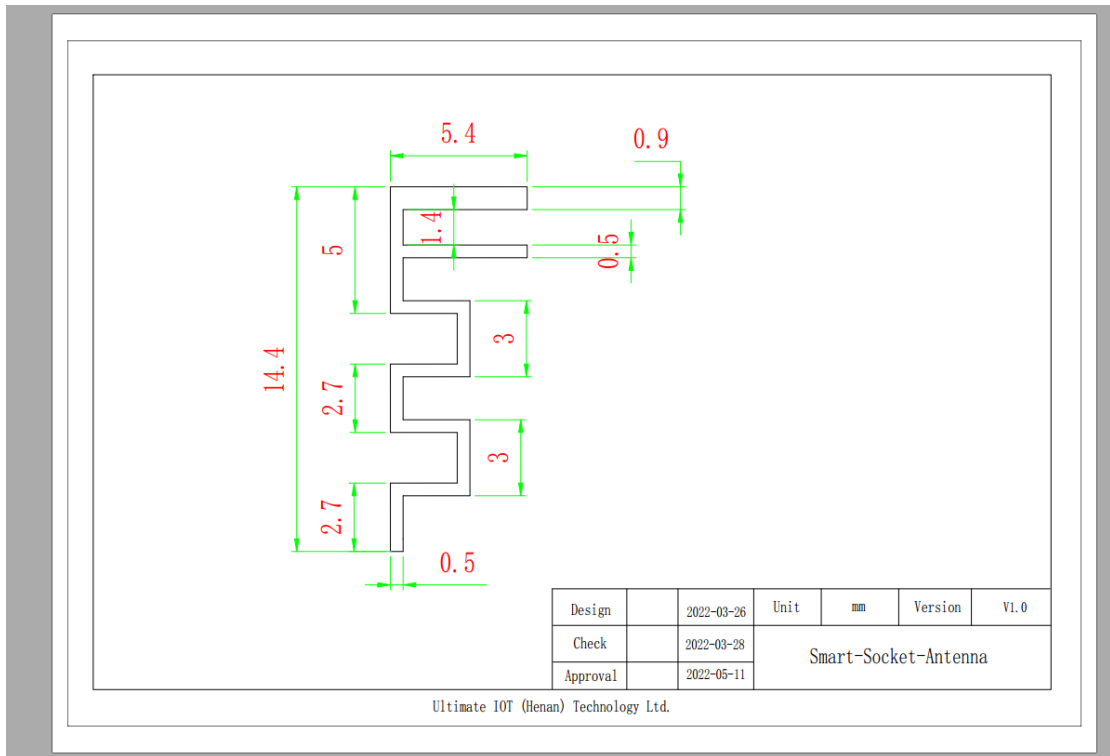 5.4
0.9
1.4
5
0.5
3
14.4
2.7
3
2.7
0.5
Design 2022-03-26 Unit mm Version V1.0
Check 2022-03-28
Smart-Socket-Antenna
Approval 2022-05-11
Ultimate IOT (Henan) Technology Ltd.